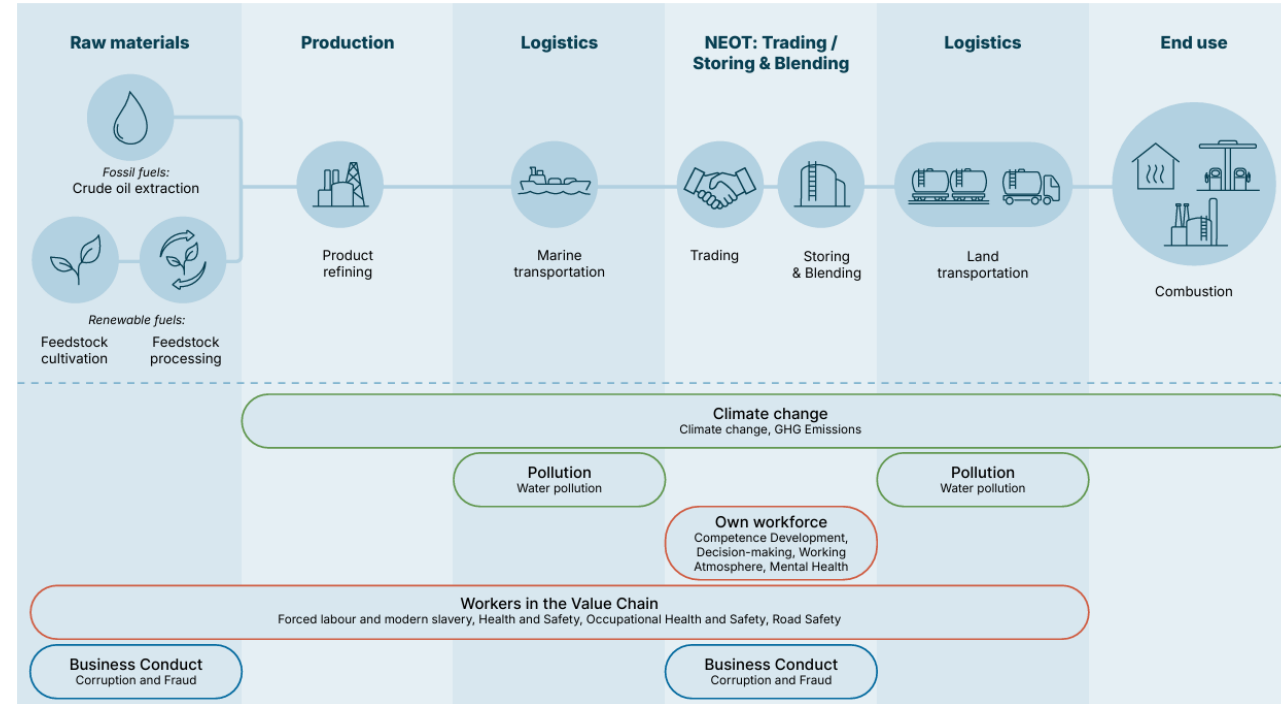 Raw materials
Production
Logistics
NEOT: Trading /
Storing & Blending
Logistics
End use
Fossil fuels:
Crude oil extraction
Renewable fuels:
Feedstock
cultivation
Feedstock
processing
Product
refining
Marine
transportation
Trading
Storing
& Blending
Land
transportation
Combustion
Climate change
Climate change, GHG Emissions
Pollution
Water pollution
Pollution
Water pollution
Own workforce
Competence Development,
Decision-making, Working
Atmosphere, Mental Health
Workers in the Value Chain
Forced labour and modern slavery, Health and Safety, Occupational Health and Safety, Road Safety
Business Conduct
Corruption and Fraud
Business Conduct
Corruption and Fraud